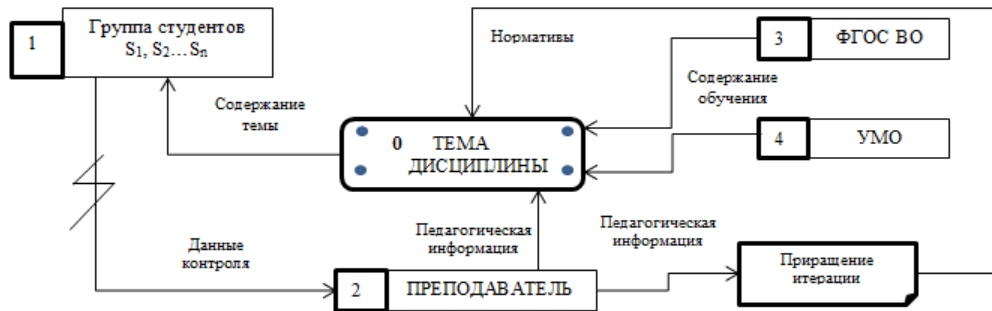 1
Группа студентов
S1, S2…Sn
Нормативы
3
ФГОС ВО
Содержание
обучения
Содержание
темы
0 ТЕМА
ДИСЦИПЛИНЫ
4
УМО
Педагогическая
информация
Педагогическая
информация
Данные
контроля
2
ПРЕПОДАВАТЕЛЬ
Приращение
итерации